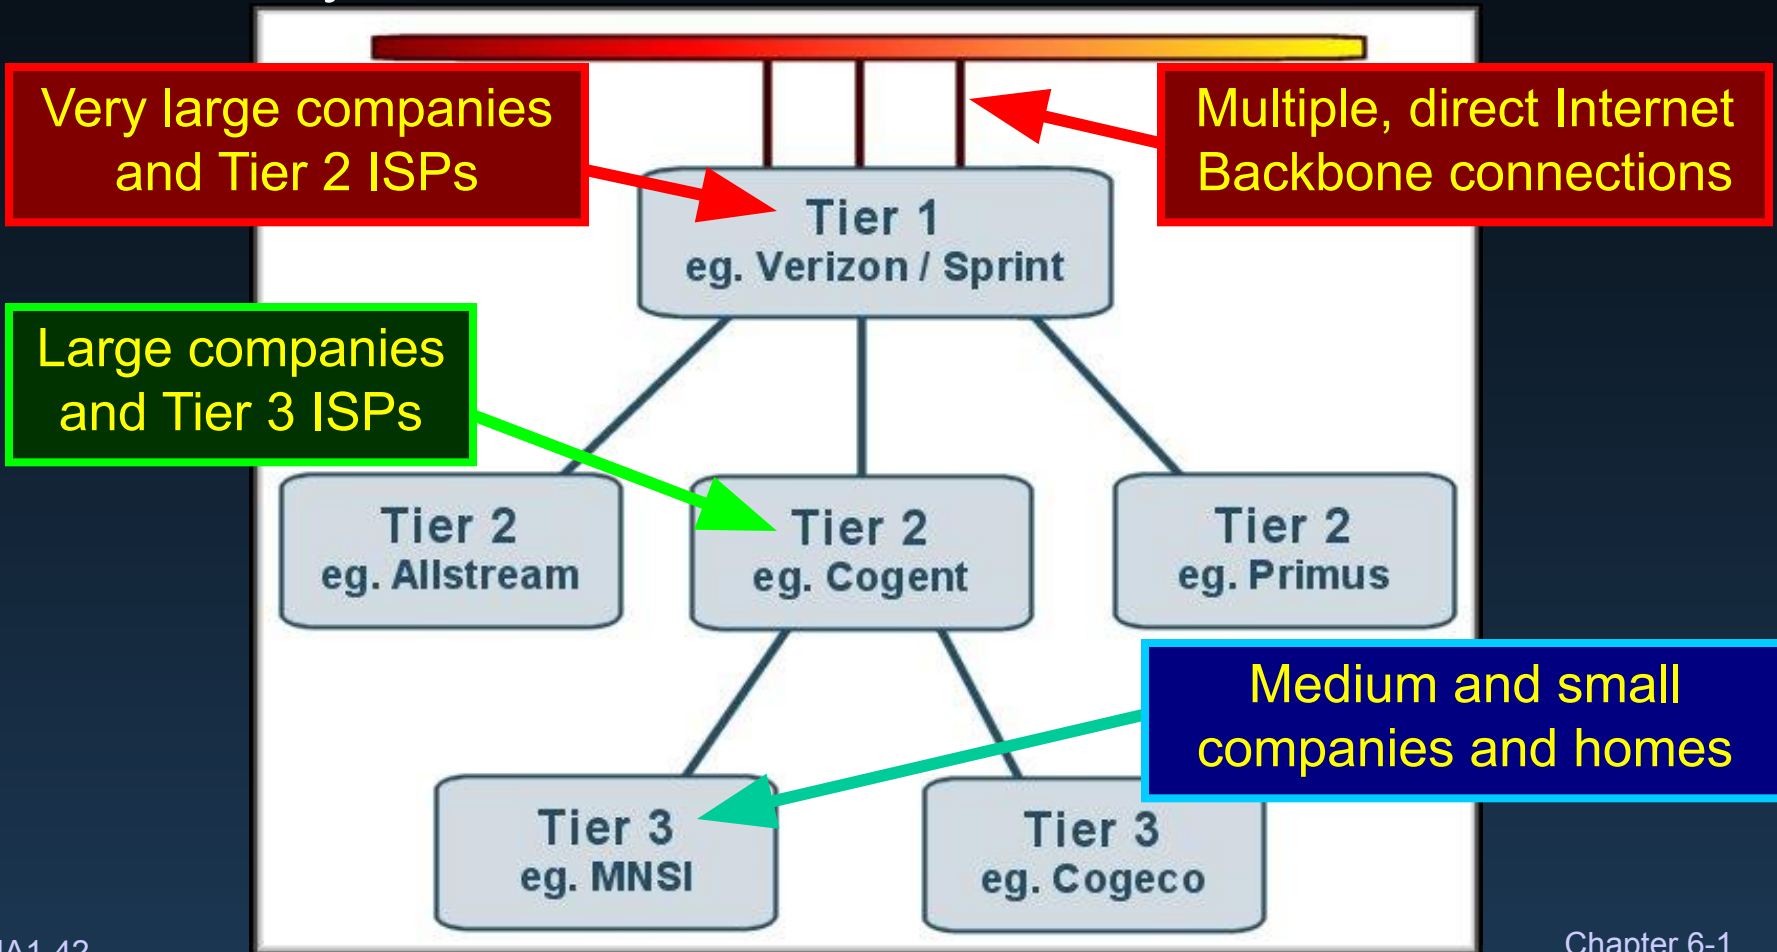 Very large companies
and Tier 2 ISPs
Multiple, direct Internet
Backbone connections
Tier 1
eg. Verizon / Sprint
Large companies
and Tier 3 ISPs
Tier 2
eg. Allstream
Tier 2
eg. Cogent
Tier 2
eg. Primus
Medium and small
companies and homes
Tier 3
eg. MNSI
Tier 3
eg. Cogeco
Chapter 6-1